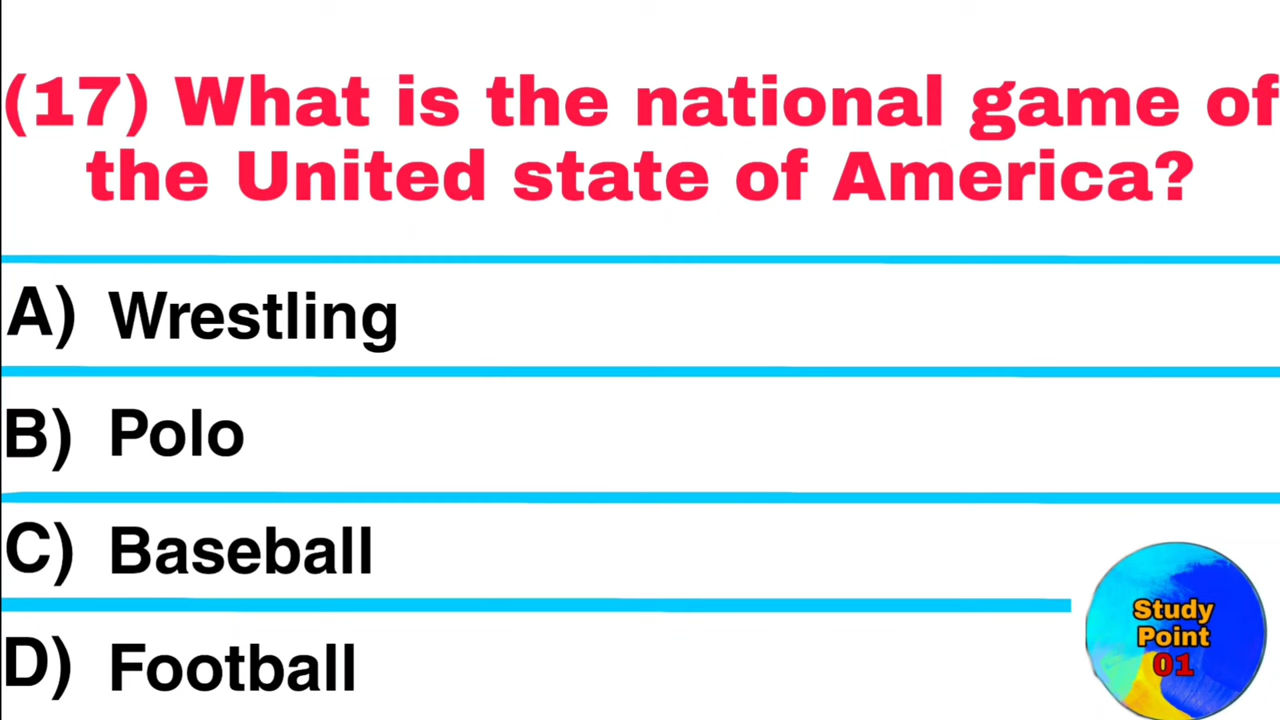 (17) What is the national game of
the United state of America?
A) Wrestling
B) Polo
C) Baseball
D) Football
Study
Point
01